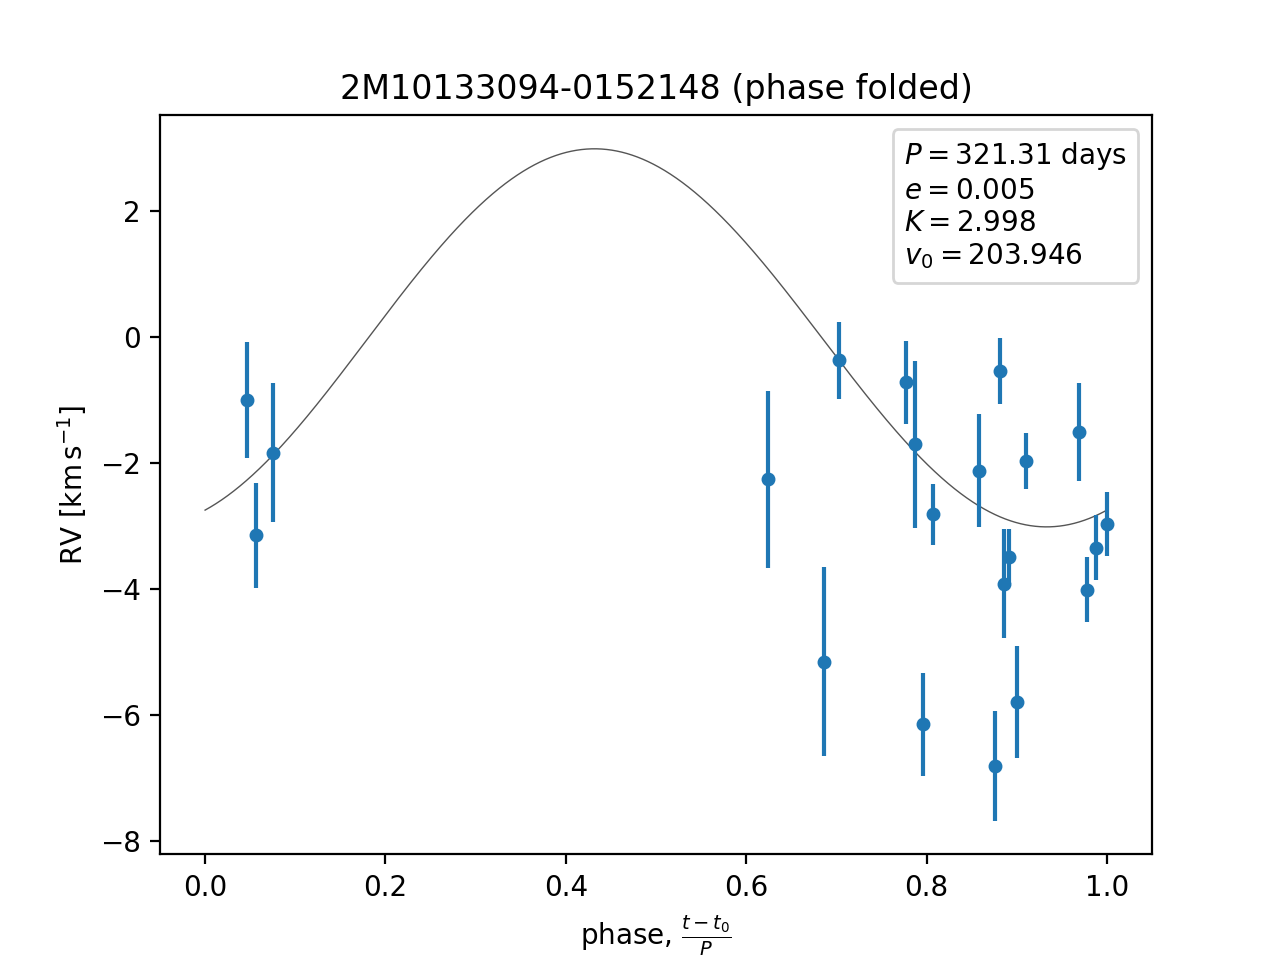 2M10133094-0152148 (phase folded)
P = 321.31 days
e = 0.005
K = 2.998
v₀ = 203.946
2
0
−2
−4
−6
−8
RV [km s⁻¹]
0.0 0.2 0.4 0.6 0.8 1.0
phase, (t − t₀)/P